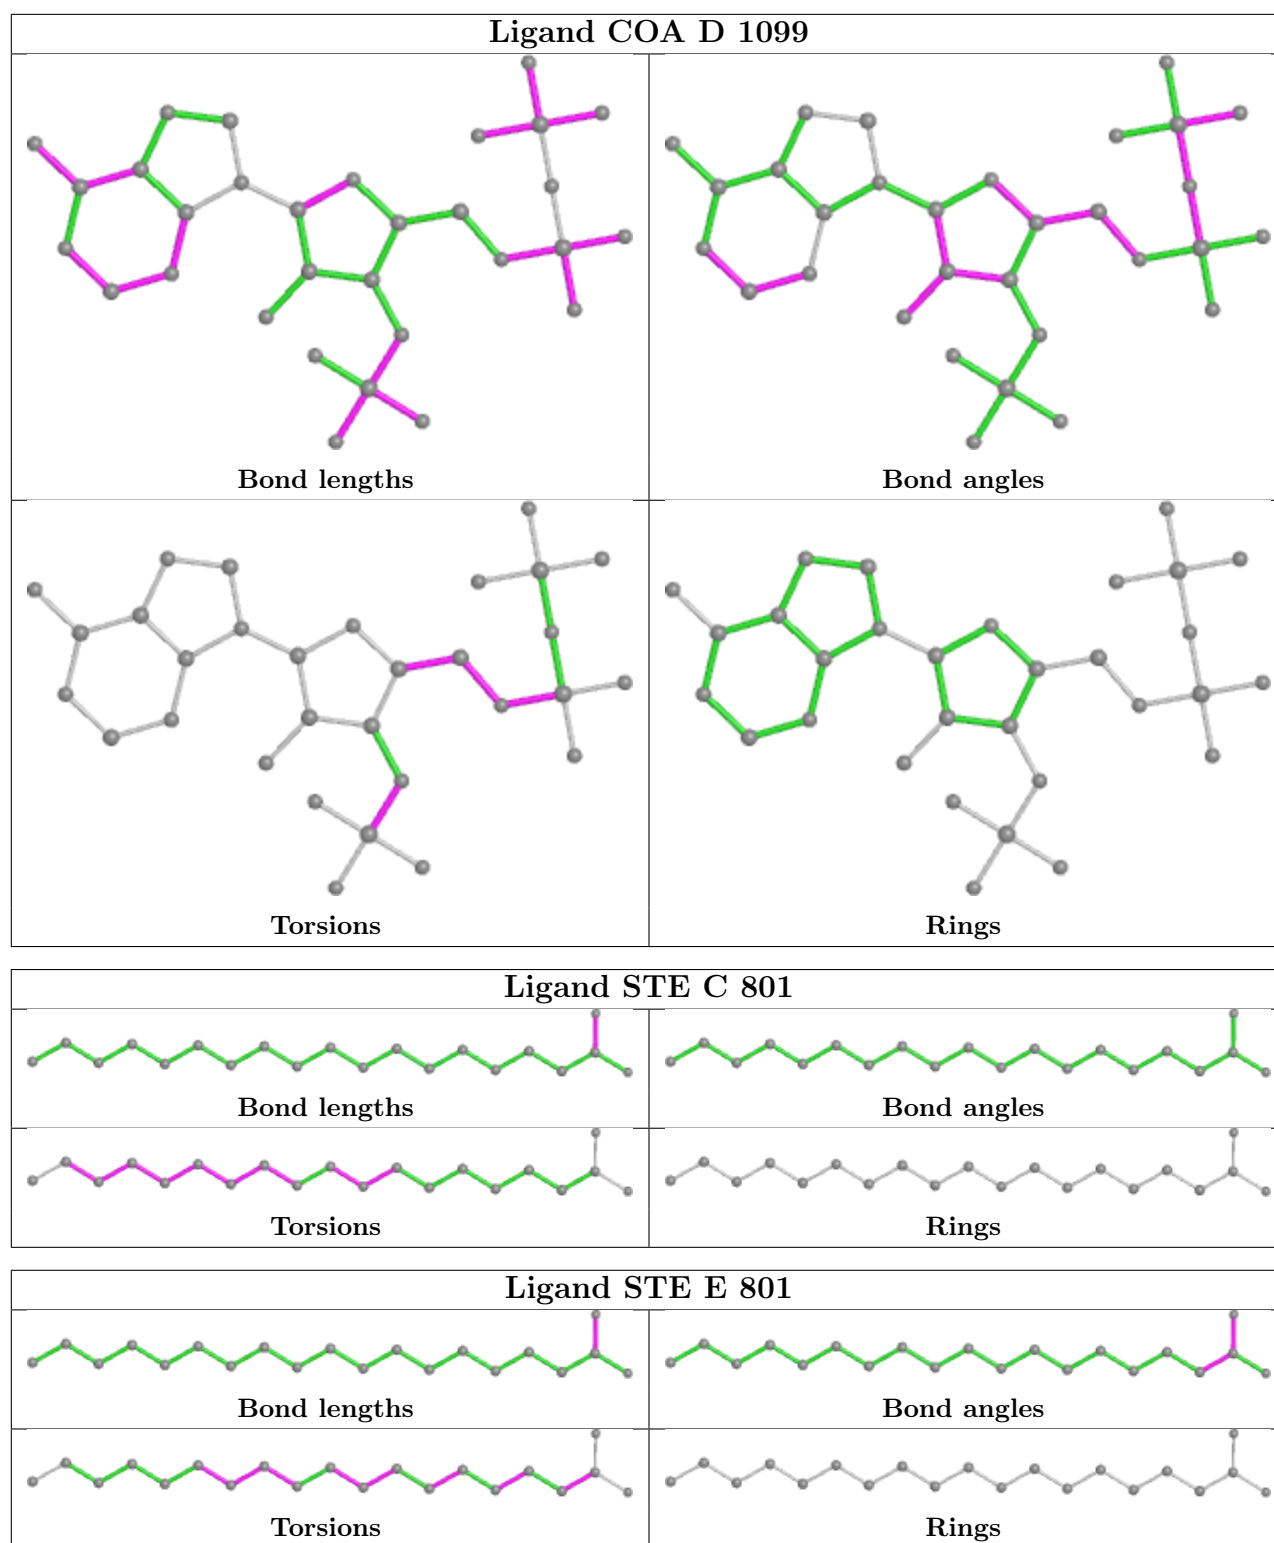 Ligand COA D 1099
Bond lengths
Bond angles
Torsions
Rings
Ligand STE C 801
Bond lengths
Bond angles
Torsions
Rings
Ligand STE E 801
Bond lengths
Bond angles
Torsions
Rings